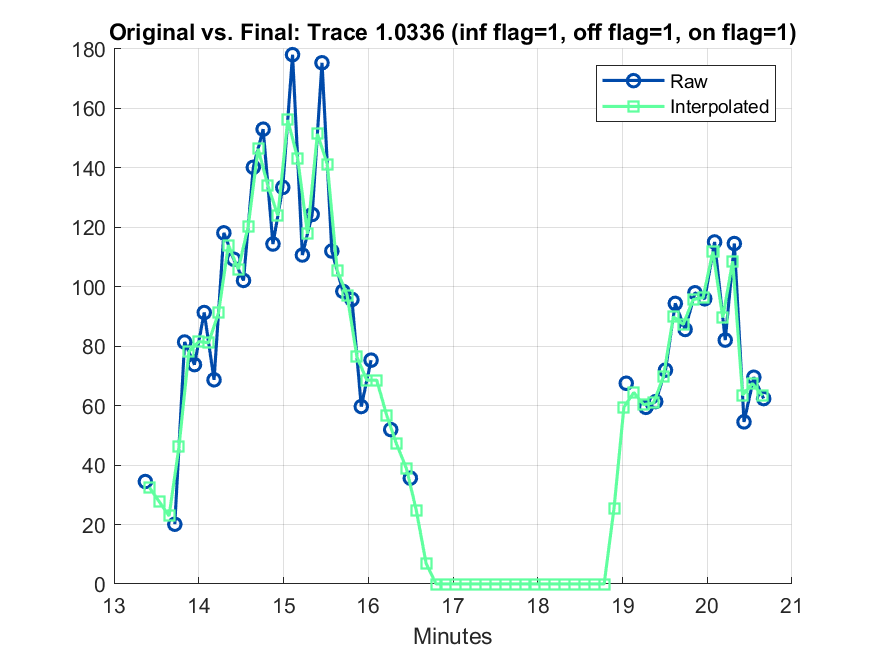 Original vs. Final: Trace 1.0336 (inf flag=1, off flag=1, on flag=1)
Raw
Interpolated
180
160
140
120
100
80
60
40
20
0
13 14 15 16 17 18 19 20 21
Minutes